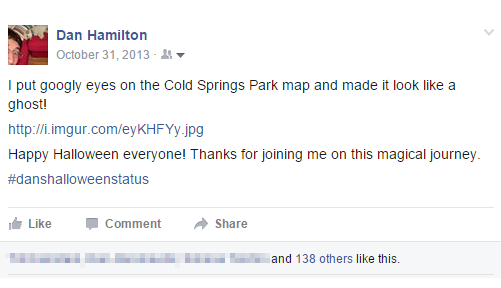 Dan Hamilton
October 31, 2013 ·
I put googly eyes on the Cold Springs Park map and made it look like a
ghost!
http://i.imgur.com/eyKHFYy.jpg
Happy Halloween everyone! Thanks for joining me on this magical journey.
#danshalloweenstatus
Like Comment Share
and 138 others like this.